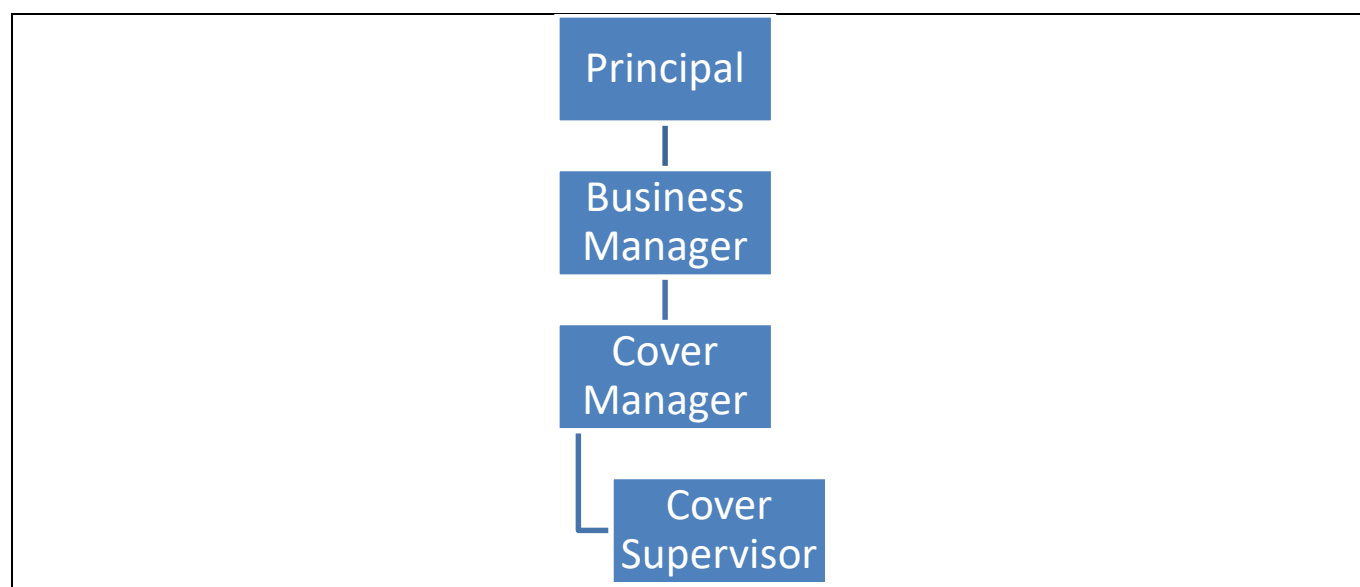 Principal
Business
Manager
Cover
Manager
Cover
Supervisor